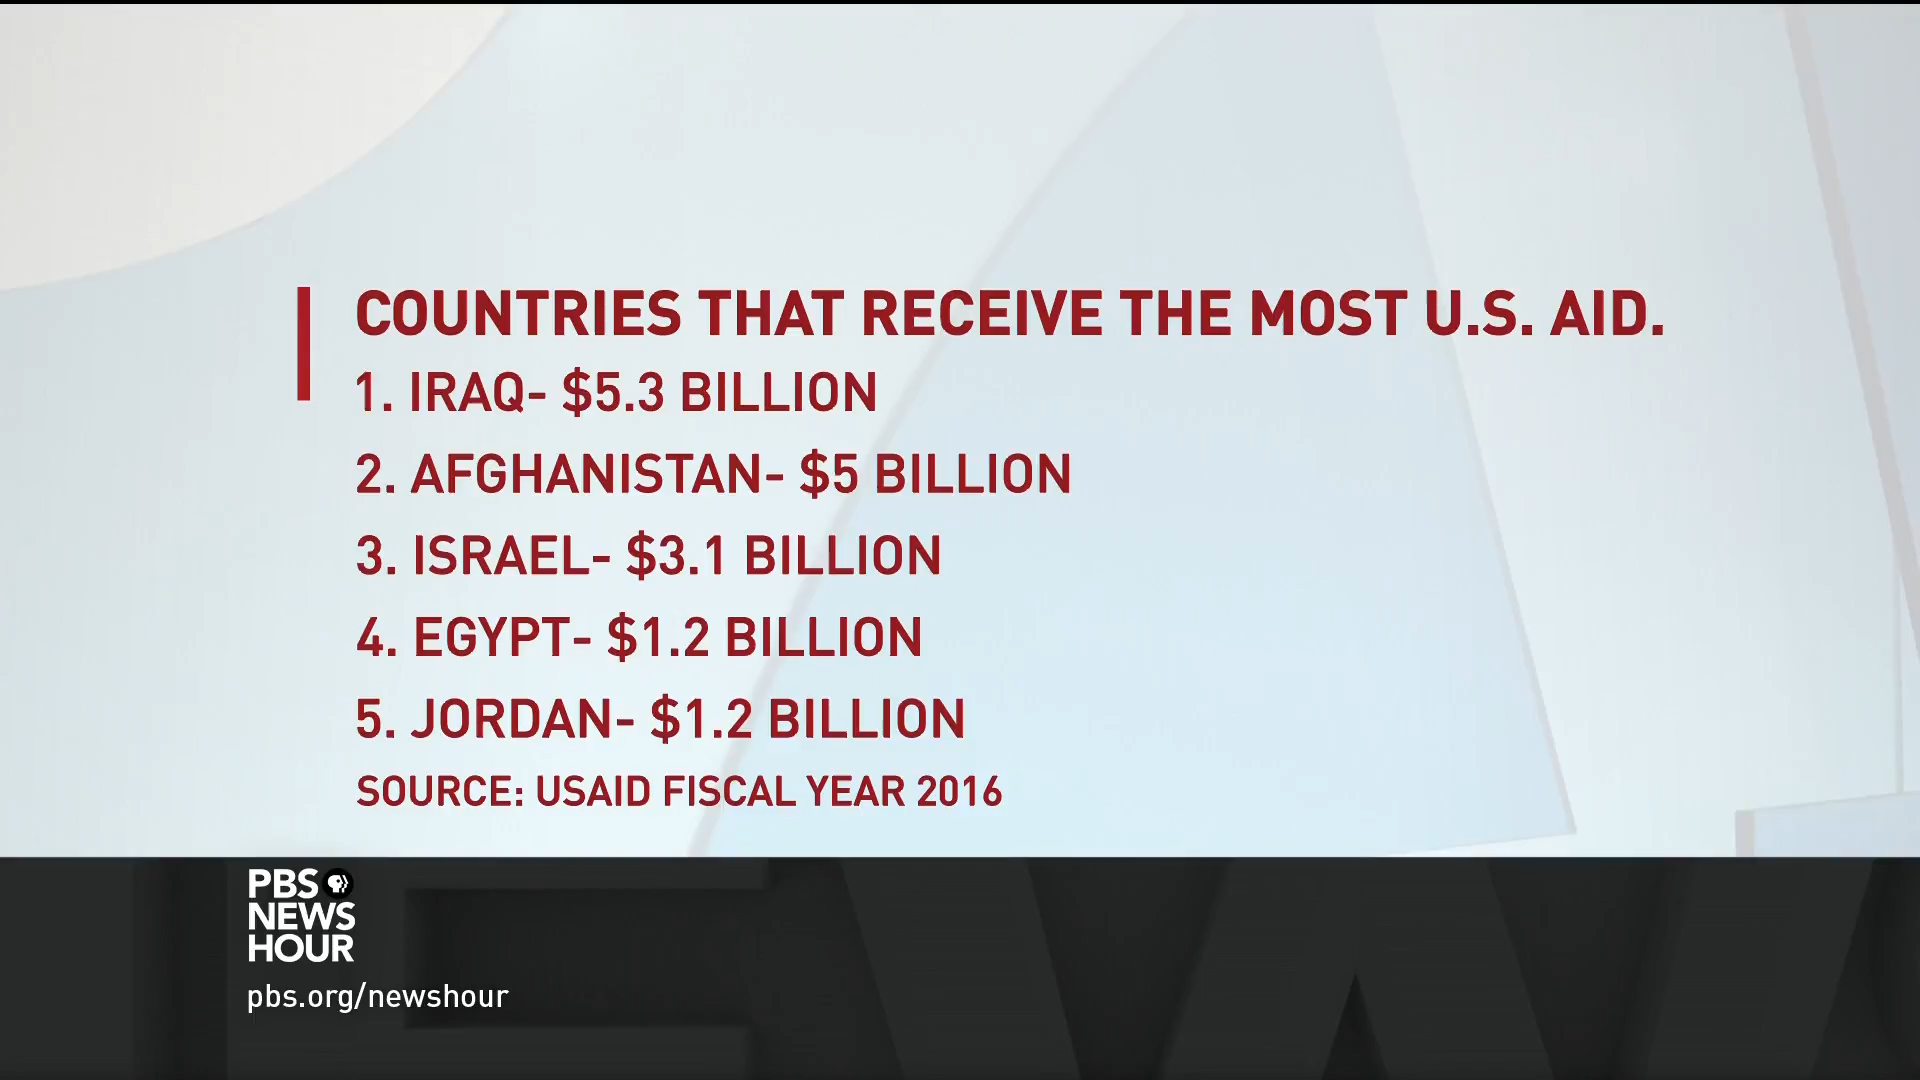 COUNTRIES THAT RECEIVE THE MOST U.S. AID.
1. IRAQ- $5.3 BILLION
2. AFGHANISTAN- $5 BILLION
3. ISRAEL- $3.1 BILLION
4. EGYPT- $1.2 BILLION
5. JORDAN- $1.2 BILLION
SOURCE: USAID FISCAL YEAR 2016
PBS
NEWS
HOUR
pbs.org/newshour